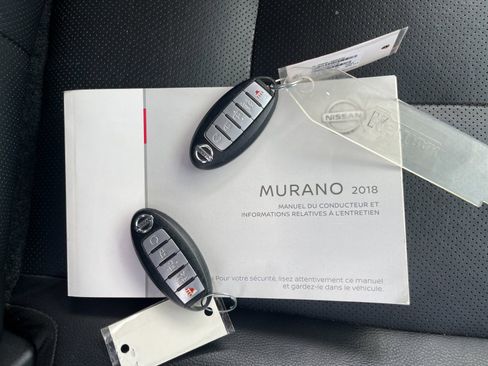 NISSAN
MURANO 2018
MANUEL DU CONDUCTEUR ET
INFORMATIONS RELATIVES À L'ENTRETIEN
Pour votre sécurité, lisez attentivement ce manuel
et gardez-le dans le véhicule.